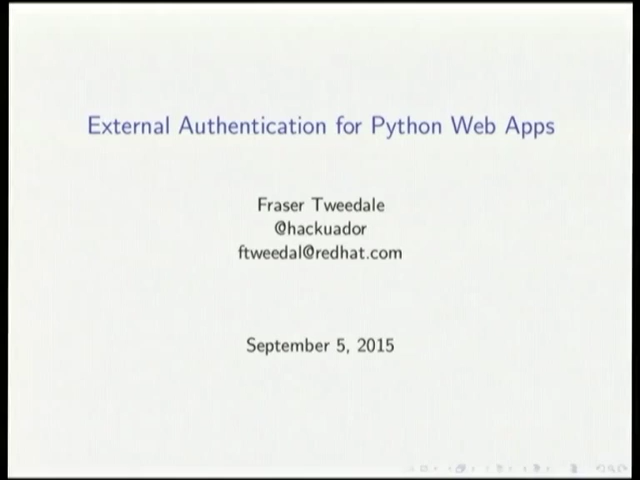 External Authentication for Python Web Apps
Fraser Tweedale
@hackuador
ftweedal@redhat.com
September 5, 2015